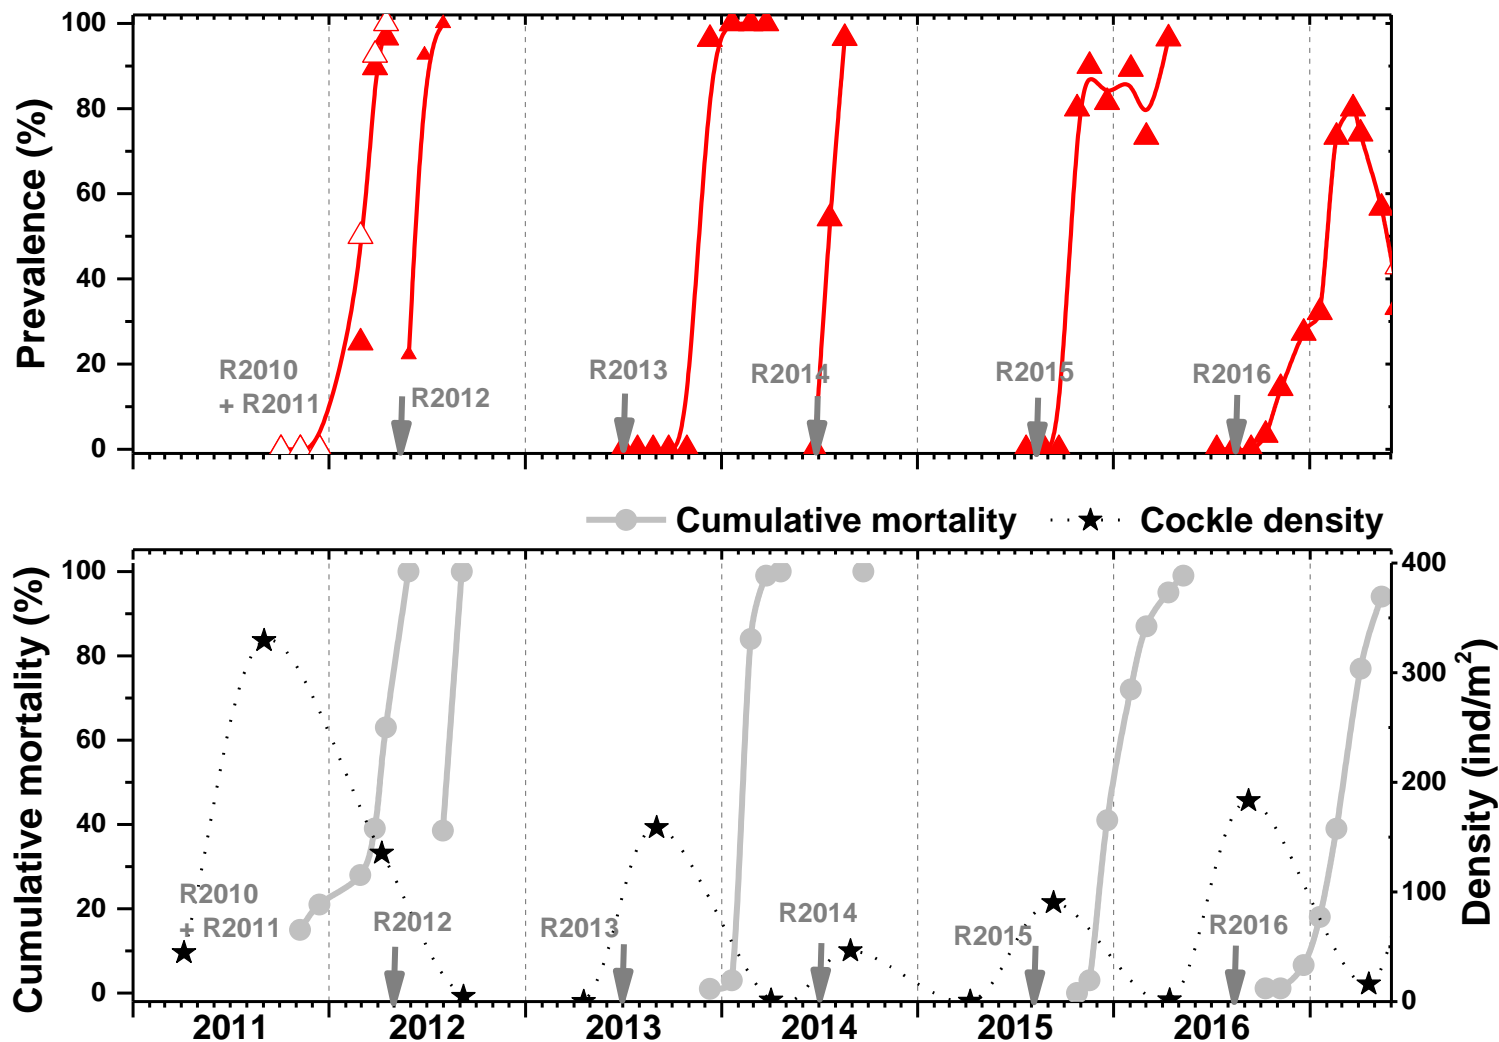 Prevalence (%)
100
80
60
40
20
0
R2010
+ R2011
R2012
R2013
R2014
R2015
R2016
Cumulative mortality
Cockle density
Cumulative mortality (%)
100
80
60
40
20
0
R2010
+ R2011
R2012
R2013
R2014
R2015
R2016
400
300
200
100
0
Density (ind/m²)
2011
2012
2013
2014
2015
2016